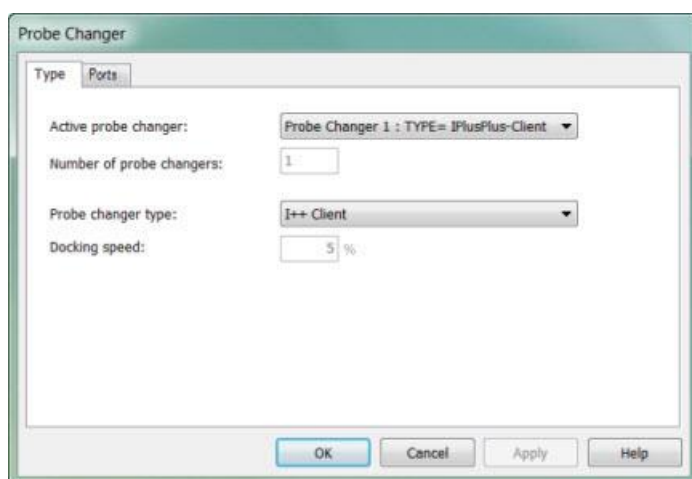 Probe Changer
Type Ports
Active probe changer: Probe Changer 1 : TYPE= IPlusPlus-Client
Number of probe changers: 1
Probe changer type: I++ Client
Docking speed: 5 %
OK Cancel Apply Help